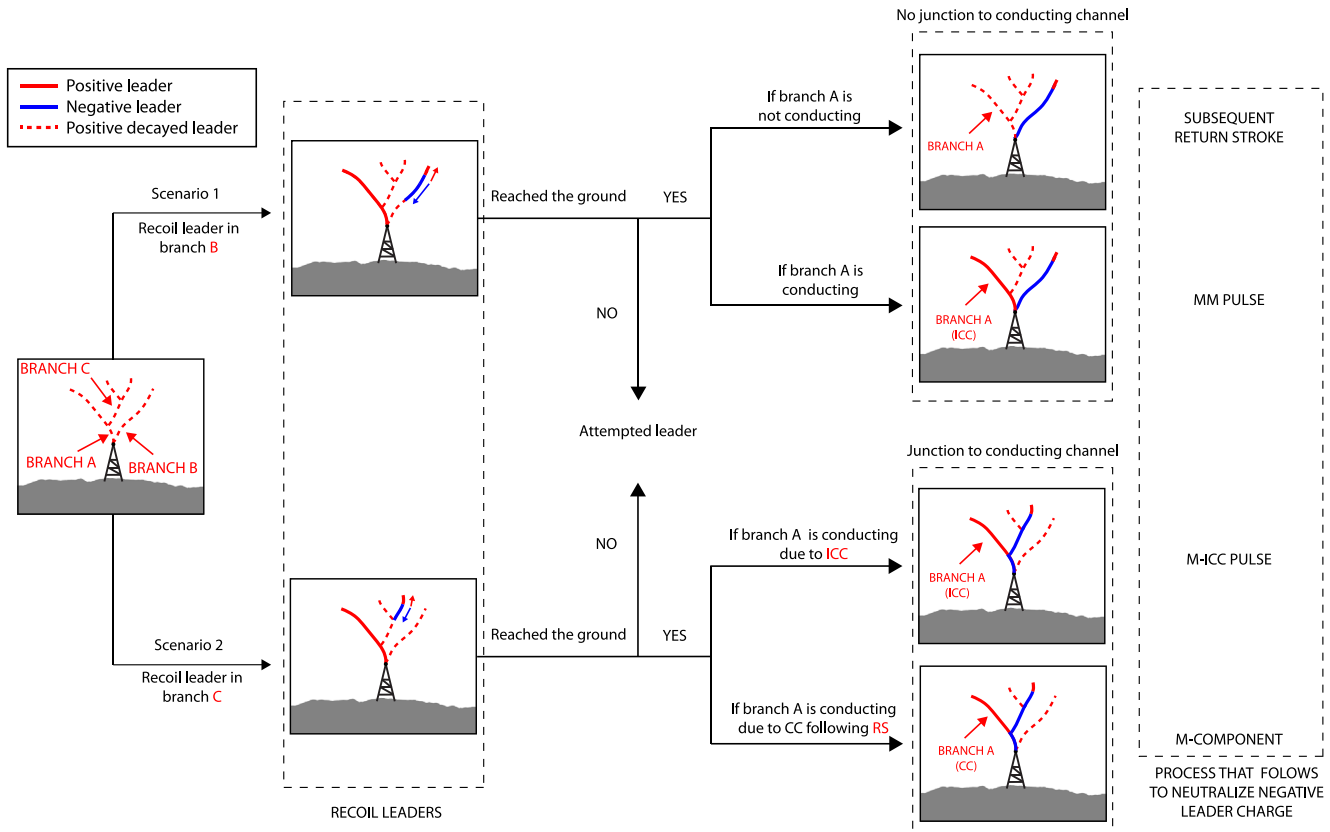 Positive leader
Negative leader
Positive decayed leader
Scenario 1
Recoil leader in
branch B
BRANCH C
BRANCH A
BRANCH B
Scenario 2
Recoil leader in
branch C
RECOIL LEADERS
Reached the ground
YES
NO
Attempted leader
NO
Reached the ground
YES
If branch A is
not conducting
If branch A is
conducting
If branch A is conducting
due to ICC
If branch A is conducting
due to CC following RS
No junction to conducting channel
BRANCH A
BRANCH A
(ICC)
Junction to conducting channel
BRANCH A
(ICC)
BRANCH A
(CC)
SUBSEQUENT
RETURN STROKE
MM PULSE
M-ICC PULSE
M-COMPONENT
PROCESS THAT FOLOWS
TO NEUTRALIZE NEGATIVE
LEADER CHARGE